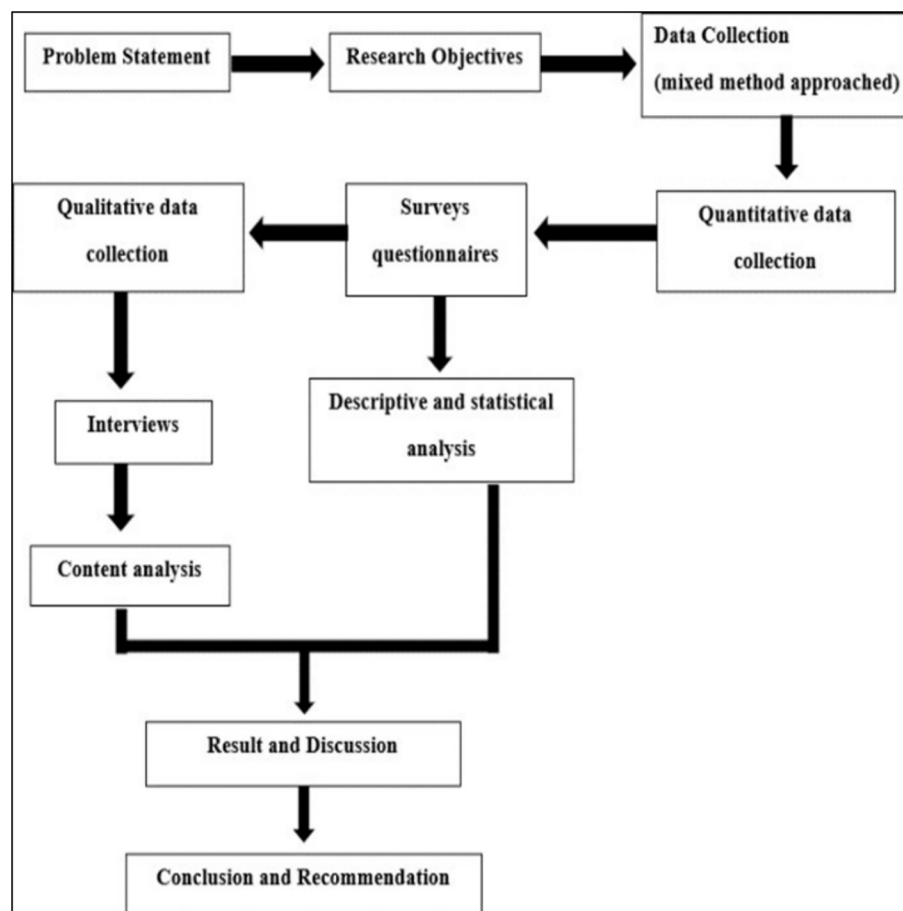 Problem Statement
Research Objectives
Data Collection
(mixed method approached)
Qualitative data
collection
Surveys
questionnaires
Quantitative data
collection
Interviews
Descriptive and statistical
analysis
Content analysis
Result and Discussion
Conclusion and Recommendation